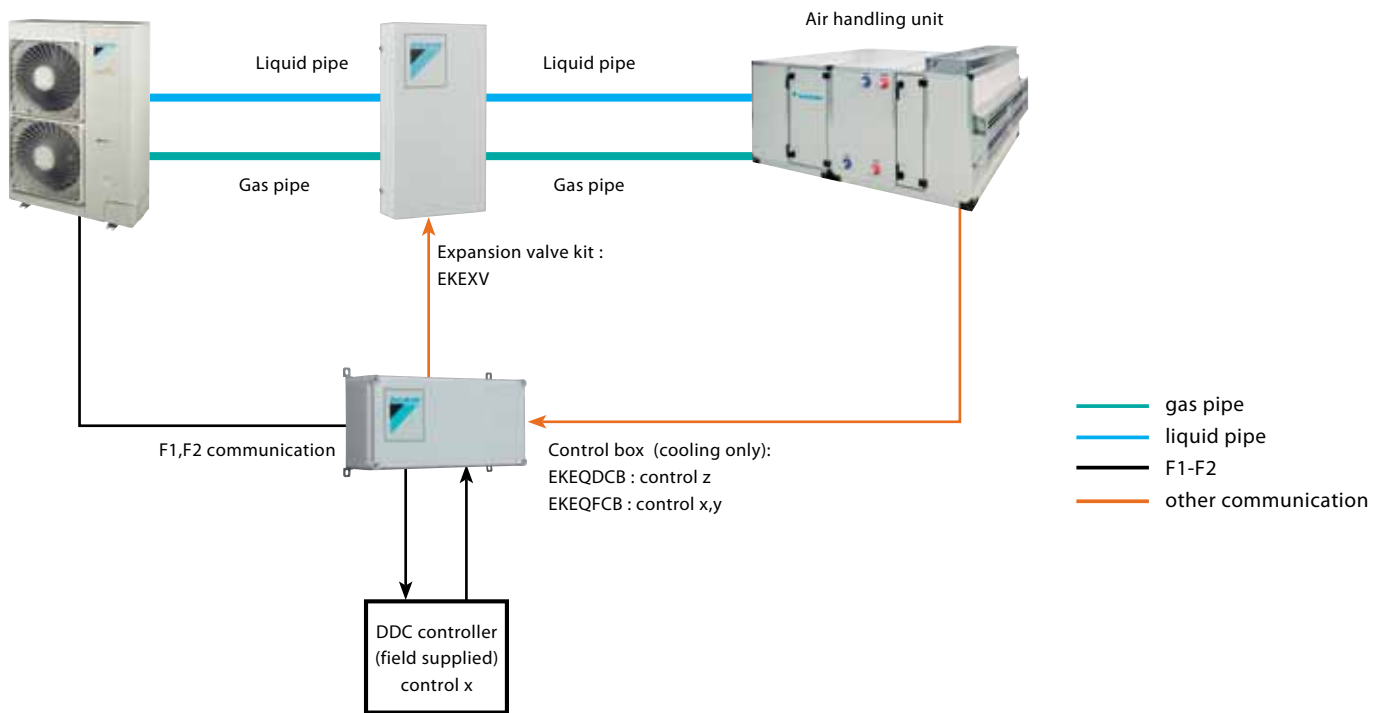 Air handling unit
Liquid pipe
Liquid pipe
Gas pipe
Gas pipe
Expansion valve kit :
EKEXV
F1,F2 communication
Control box (cooling only):
EKEQDCB : control z
EKEQFCB : control x,y
gas pipe
liquid pipe
F1-F2
other communication
DDC controller
(field supplied)
control x